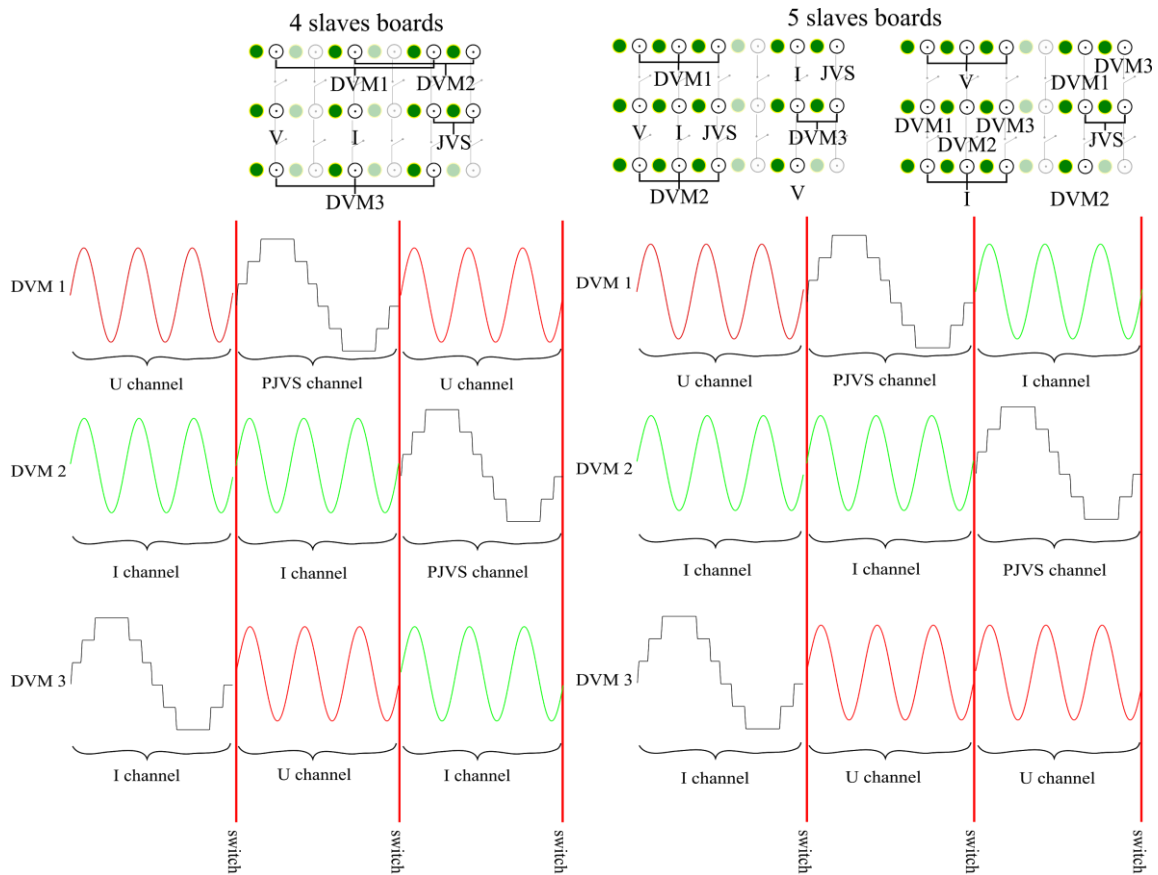 4 slaves boards
DVM1 DVM2
V I JVS
DVM3
5 slaves boards
DVM1 I JVS
V I JVS DVM3
DVM2 V
V DVM1 DVM3
DVM1 DVM2 DVM3 JVS
I DVM2
DVM 1
U channel PJVS channel U channel
DVM 2
I channel I channel PJVS channel
DVM 3
I channel U channel I channel
switch switch switch
DVM 1
U channel PJVS channel I channel
DVM 2
I channel I channel PJVS channel
DVM 3
I channel U channel U channel
switch switch switch